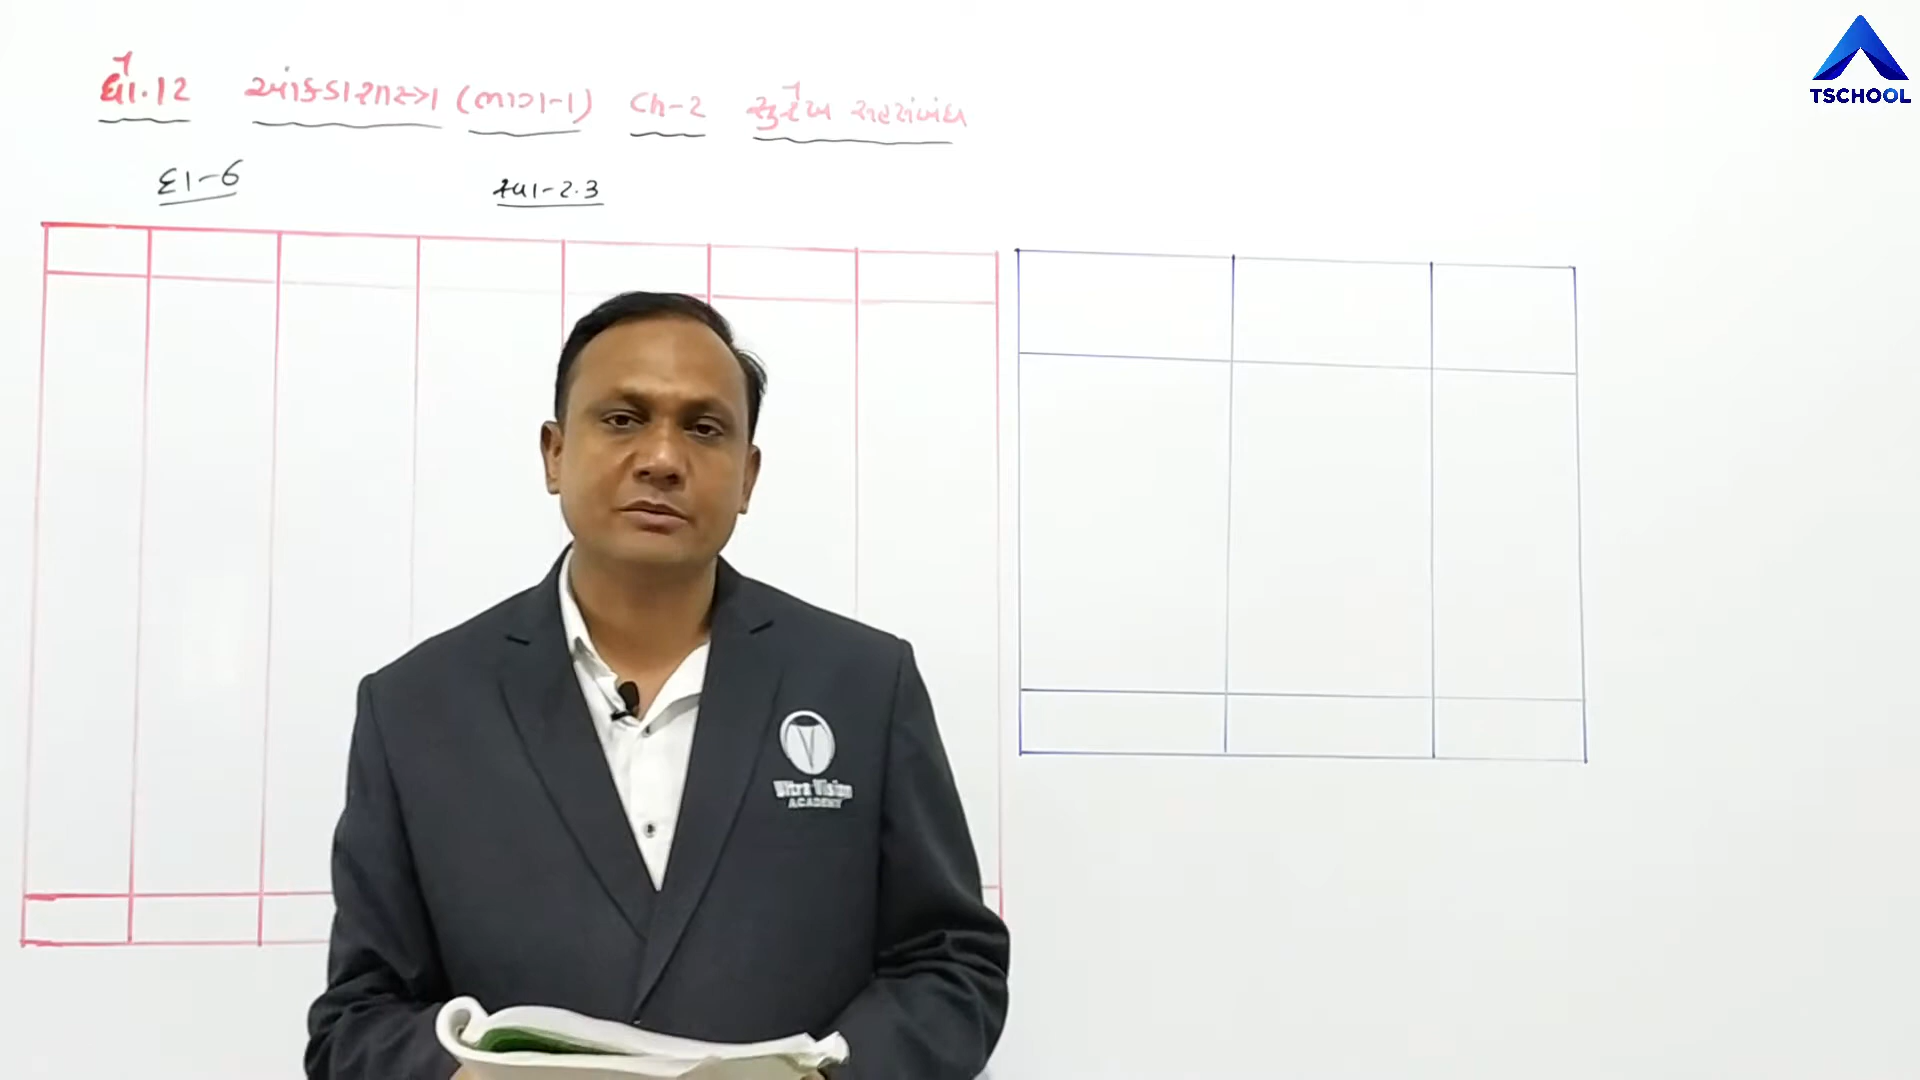 ધો.12 આંકડાશાસ્ત્ર (ભાગ-1) Ch-2 સુરેખ સહસંબંધ
દા-6 સ્વા-2.3
TSCHOOL
Ultra Vision
ACADEMY